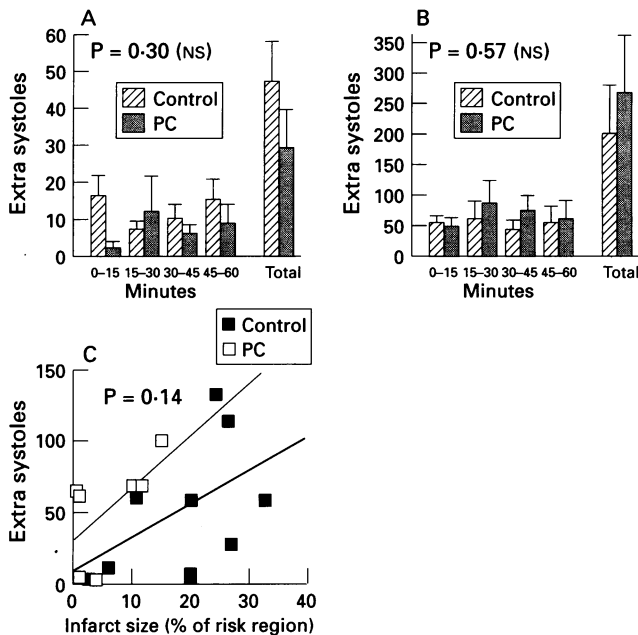 A
P = 0·30 (NS)
Control
PC
Extra systoles
60
50
40
30
20
10
0
0–15 15–30 30–45 45–60 Total
Minutes
B
P = 0·57 (NS)
Control
PC
Extra systoles
350
300
250
200
150
100
50
0
0–15 15–30 30–45 45–60 Total
Minutes
C
Control
PC
P = 0·14
Extra systoles
150
100
50
0
0 10 20 30 40
Infarct size (% of risk region)